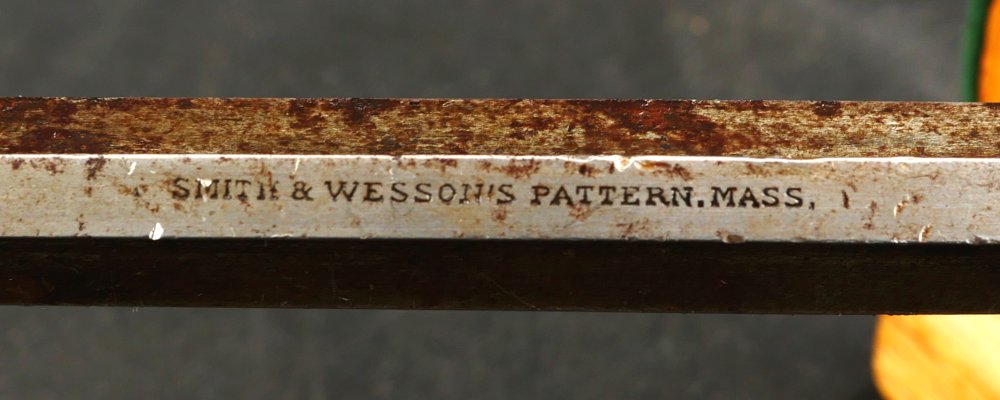 SMITH & WESSON'S PATTERN. MASS,